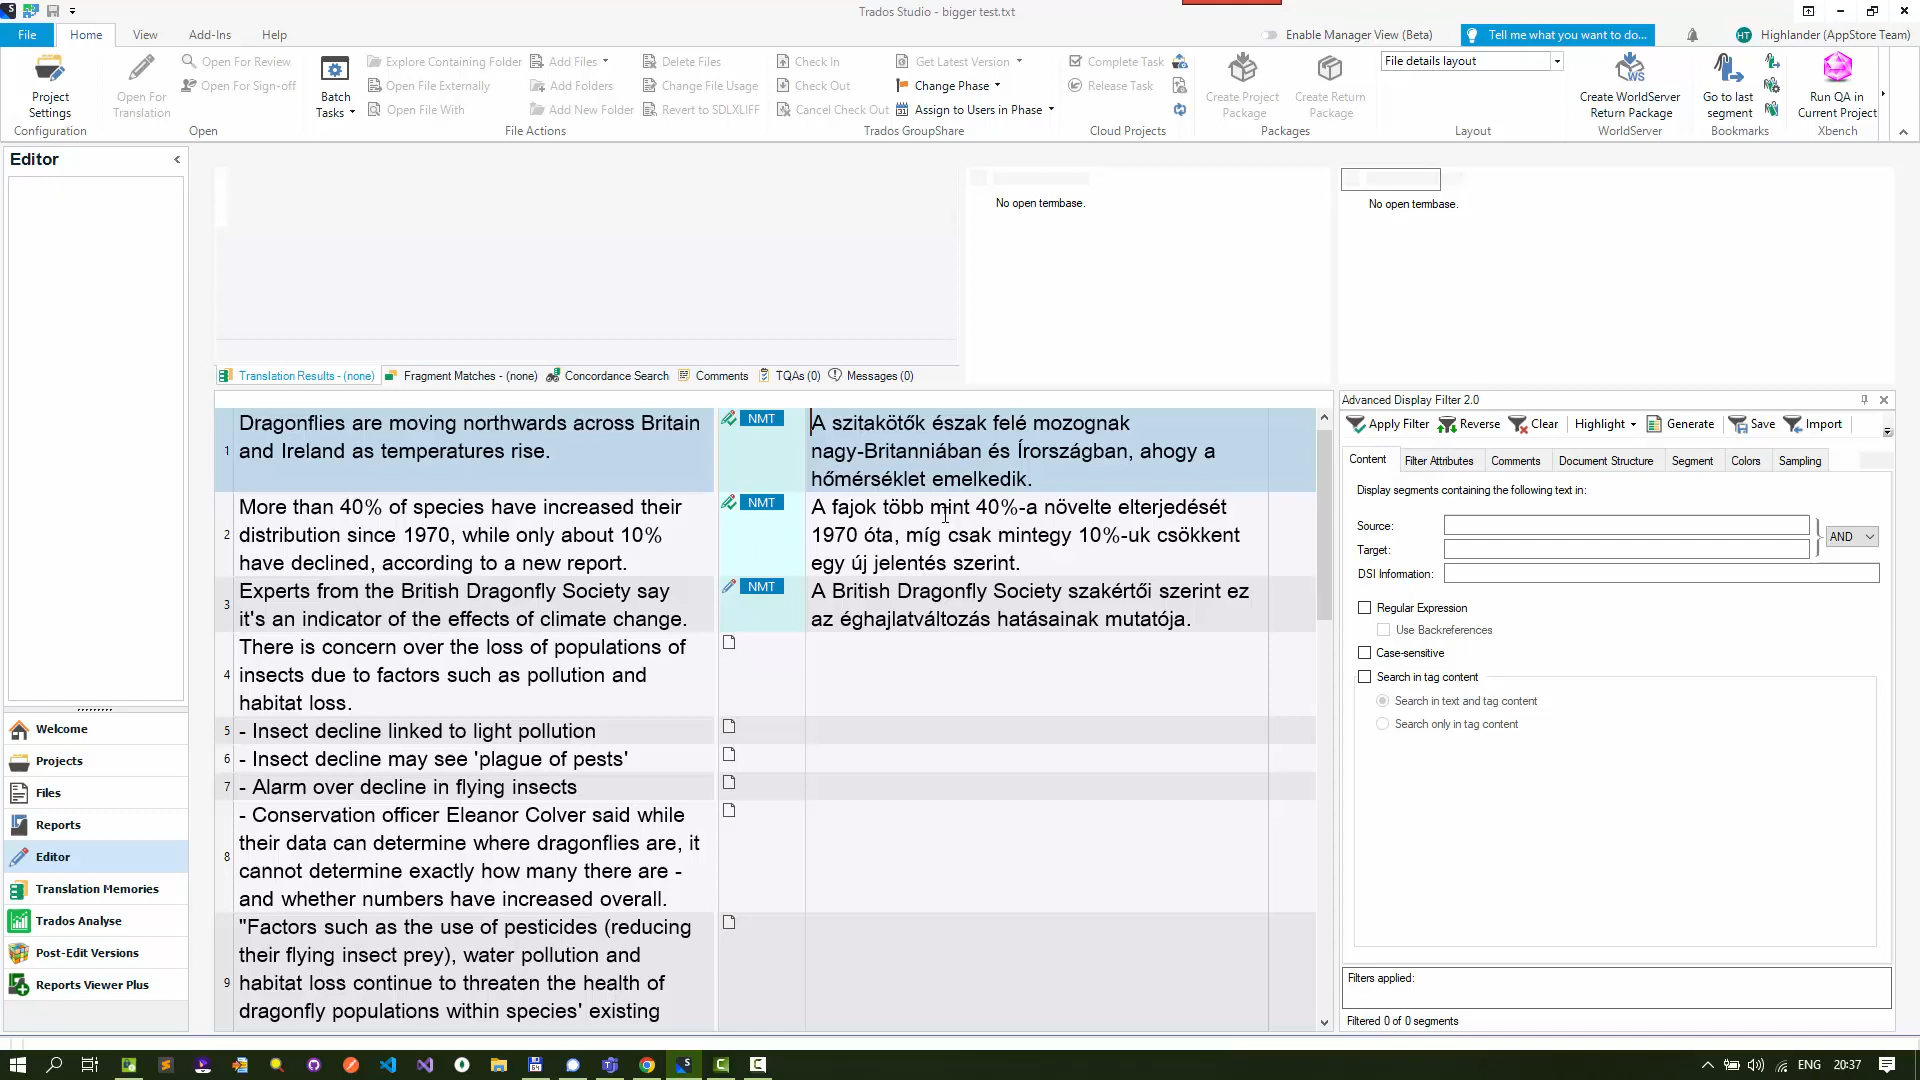 Trados Studio - bigger test.txt
File Home View Add-Ins Help
Enable Manager View (Beta) Tell me what you want to do... HT Highlander (AppStore Team)
Project Settings
Configuration
Open For Translation
Open For Review
Open For Sign-off
Open
Batch Tasks
Explore Containing Folder
Open File Externally
Open File With
Add Files
Add Folders
Add New Folder
Delete Files
Change File Usage
Revert to SDLXLIFF
File Actions
Check In
Check Out
Cancel Check Out
Get Latest Version
Change Phase
Assign to Users in Phase
Trados GroupShare
Complete Task
Release Task
Cloud Projects
Create Project Package
Create Return Package
Packages
File details layout
Layout
Create WorldServer Return Package
WorldServer
Go to last segment
Bookmarks
Run QA in Current Project
Xbench
Editor
No open termbase.
No open termbase.
Translation Results - (none) Fragment Matches - (none) Concordance Search Comments TQAs (0) Messages (0)
1
Dragonflies are moving northwards across Britain
and Ireland as temperatures rise.
NMT
A szitakötők észak felé mozognak
nagy-Britanniában és Írországban, ahogy a
hőmérséklet emelkedik.
2
More than 40% of species have increased their
distribution since 1970, while only about 10%
have declined, according to a new report.
NMT
A fajok több mint 40%-a növelte elterjedését
1970 óta, míg csak mintegy 10%-uk csökkent
egy új jelentés szerint.
3
Experts from the British Dragonfly Society say
it's an indicator of the effects of climate change.
NMT
A British Dragonfly Society szakértői szerint ez
az éghajlatváltozás hatásainak mutatója.
4
There is concern over the loss of populations of
insects due to factors such as pollution and
habitat loss.
5
- Insect decline linked to light pollution
6
- Insect decline may see 'plague of pests'
7
- Alarm over decline in flying insects
8
- Conservation officer Eleanor Colver said while
their data can determine where dragonflies are, it
cannot determine exactly how many there are -
and whether numbers have increased overall.
9
"Factors such as the use of pesticides (reducing
their flying insect prey), water pollution and
habitat loss continue to threaten the health of
dragonfly populations within species' existing
Advanced Display Filter 2.0
Apply Filter Reverse Clear Highlight Generate Save Import
Content Filter Attributes Comments Document Structure Segment Colors Sampling
Display segments containing the following text in:
Source:
Target:
AND
DSI Information:
Regular Expression
Use Backreferences
Case-sensitive
Search in tag content
Search in text and tag content
Search only in tag content
Filters applied:
Filtered 0 of 0 segments
Welcome
Projects
Files
Reports
Editor
Translation Memories
Trados Analyse
Post-Edit Versions
Reports Viewer Plus
ENG 20:37